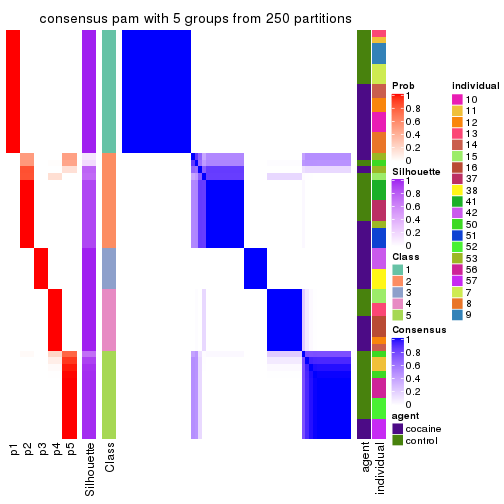 consensus pam with 5 groups from 250 partitions
Prob
1
0.8
0.6
0.4
0.2
0
Silhouette
1
0.8
0.6
0.4
0.2
0
Class
1
2
3
4
5
Consensus
1
0.8
0.6
0.4
0.2
0
agent
cocaine
control
individual
10
11
12
13
14
15
16
37
38
41
42
50
51
52
53
56
57
7
8
9
p1
p2
p3
p4
p5
Silhouette
Class
agent
individual